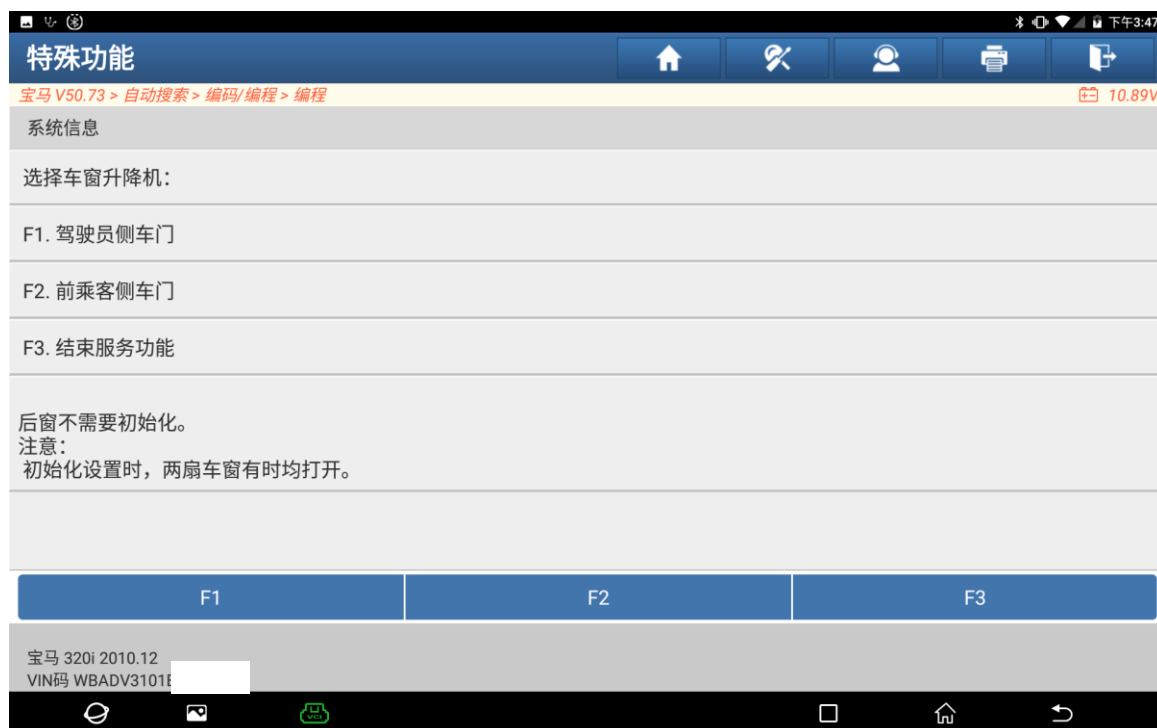 下午3:47
特殊功能
宝马 V50.73 > 自动搜索 > 编码/编程 > 编程
10.89V
系统信息
选择车窗升降机：
F1. 驾驶员侧车门
F2. 前乘客侧车门
F3. 结束服务功能
后窗不需要初始化。
注意：
初始化设置时，两扇车窗有时均打开。
F1
F2
F3
宝马 320i 2010.12
VIN码 WBADV3101E
VCI